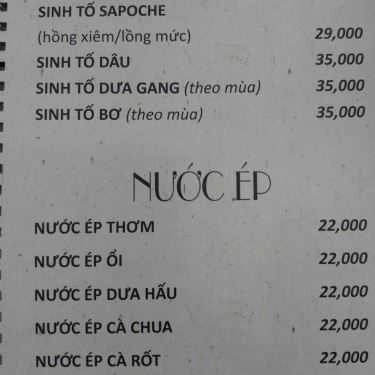 SINH TỐ SAPOCHE
(hồng xiêm/lồng mức) 29,000
SINH TỐ DÂU 35,000
SINH TỐ DƯA GANG (theo mùa) 35,000
SINH TỐ BƠ (theo mùa) 35,000
NƯỚC ÉP
NƯỚC ÉP THƠM 22,000
NƯỚC ÉP ỔI 22,000
NƯỚC ÉP DƯA HẤU 22,000
NƯỚC ÉP CÀ CHUA 22,000
NƯỚC ÉP CÀ RỐT 22,000